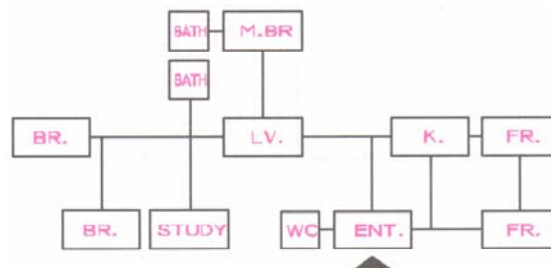 BATH M.BR
BATH
BR. LV. K. FR.
BR. STUDY WC ENT. FR.